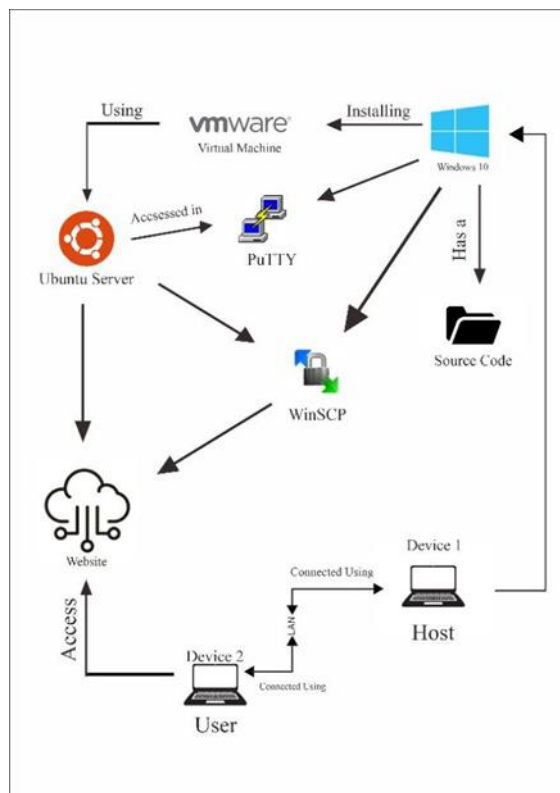 Using
vmware®
Virtual Machine
Installing
Windows 10
Accsessed in
PuTTY
Ubuntu Server
Has a
Source Code
WinSCP
Website
Device 1
Connected Using
LAN
Host
Access
Device 2
Connected Using
User